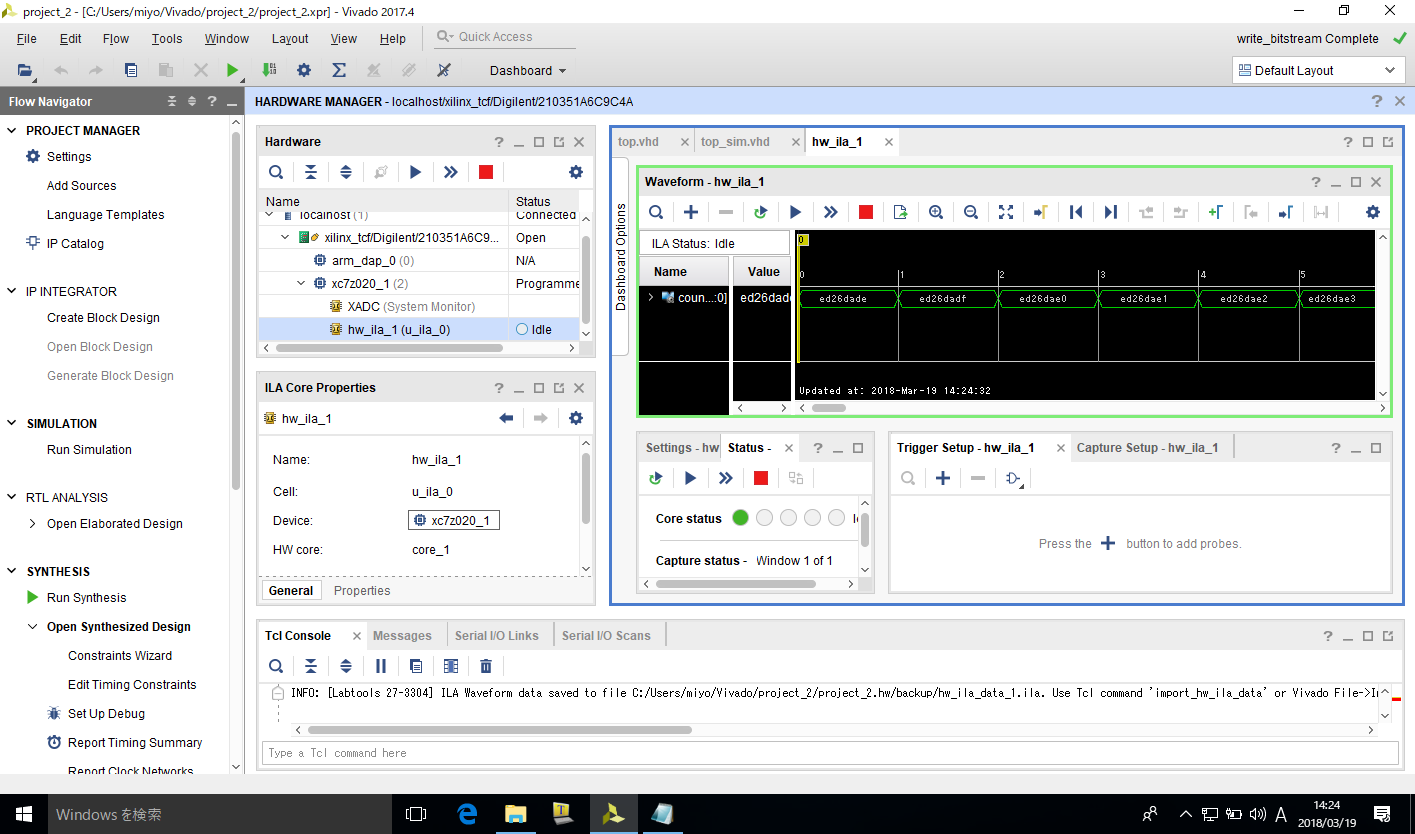 project_2 - [C:/Users/miyo/Vivado/project_2/project_2.xpr] - Vivado 2017.4
File Edit Flow Tools Window Layout View Help Quick Access
write_bitstream Complete
Dashboard
Default Layout
Flow Navigator
PROJECT MANAGER
Settings
Add Sources
Language Templates
IP Catalog
IP INTEGRATOR
Create Block Design
Open Block Design
Generate Block Design
SIMULATION
Run Simulation
RTL ANALYSIS
Open Elaborated Design
SYNTHESIS
Run Synthesis
Open Synthesized Design
Constraints Wizard
Edit Timing Constraints
Set Up Debug
Report Timing Summary
Report Clock Networks
HARDWARE MANAGER - localhost/xilinx_tcf/Digilent/210351A6C9C4A
Hardware
Name Status
localhost (1) Connected
xilinx_tcf/Digilent/210351A6C9... Open
arm_dap_0 (0) N/A
xc7z020_1 (2) Programme
XADC (System Monitor)
hw_ila_1 (u_ila_0) Idle
ILA Core Properties
hw_ila_1
Name: hw_ila_1
Cell: u_ila_0
Device: xc7z020_1
HW core: core_1
General Properties
top.vhd top_sim.vhd hw_ila_1
Dashboard Options
Waveform - hw_ila_1
ILA Status: Idle
Name Value
coun...:0] ed26dade
0
0 1 2 3 4 5
ed26dade ed26dadf ed26dae0 ed26dae1 ed26dae2 ed26dae3
Updated at: 2018-Mar-19 14:24:32
Settings - hw Status -
Core status
Capture status - Window 1 of 1
Trigger Setup - hw_ila_1 Capture Setup - hw_ila_1
Press the + button to add probes.
Tcl Console Messages Serial I/O Links Serial I/O Scans
INFO: [Labtools 27-3304] ILA Waveform data saved to file C:/Users/miyo/Vivado/project_2/project_2.hw/backup/hw_ila_data_1.ila. Use Tcl command 'import_hw_ila_data' or Vivado File->
Type a Tcl command here
Windows を検索
A
14:24
2018/03/19